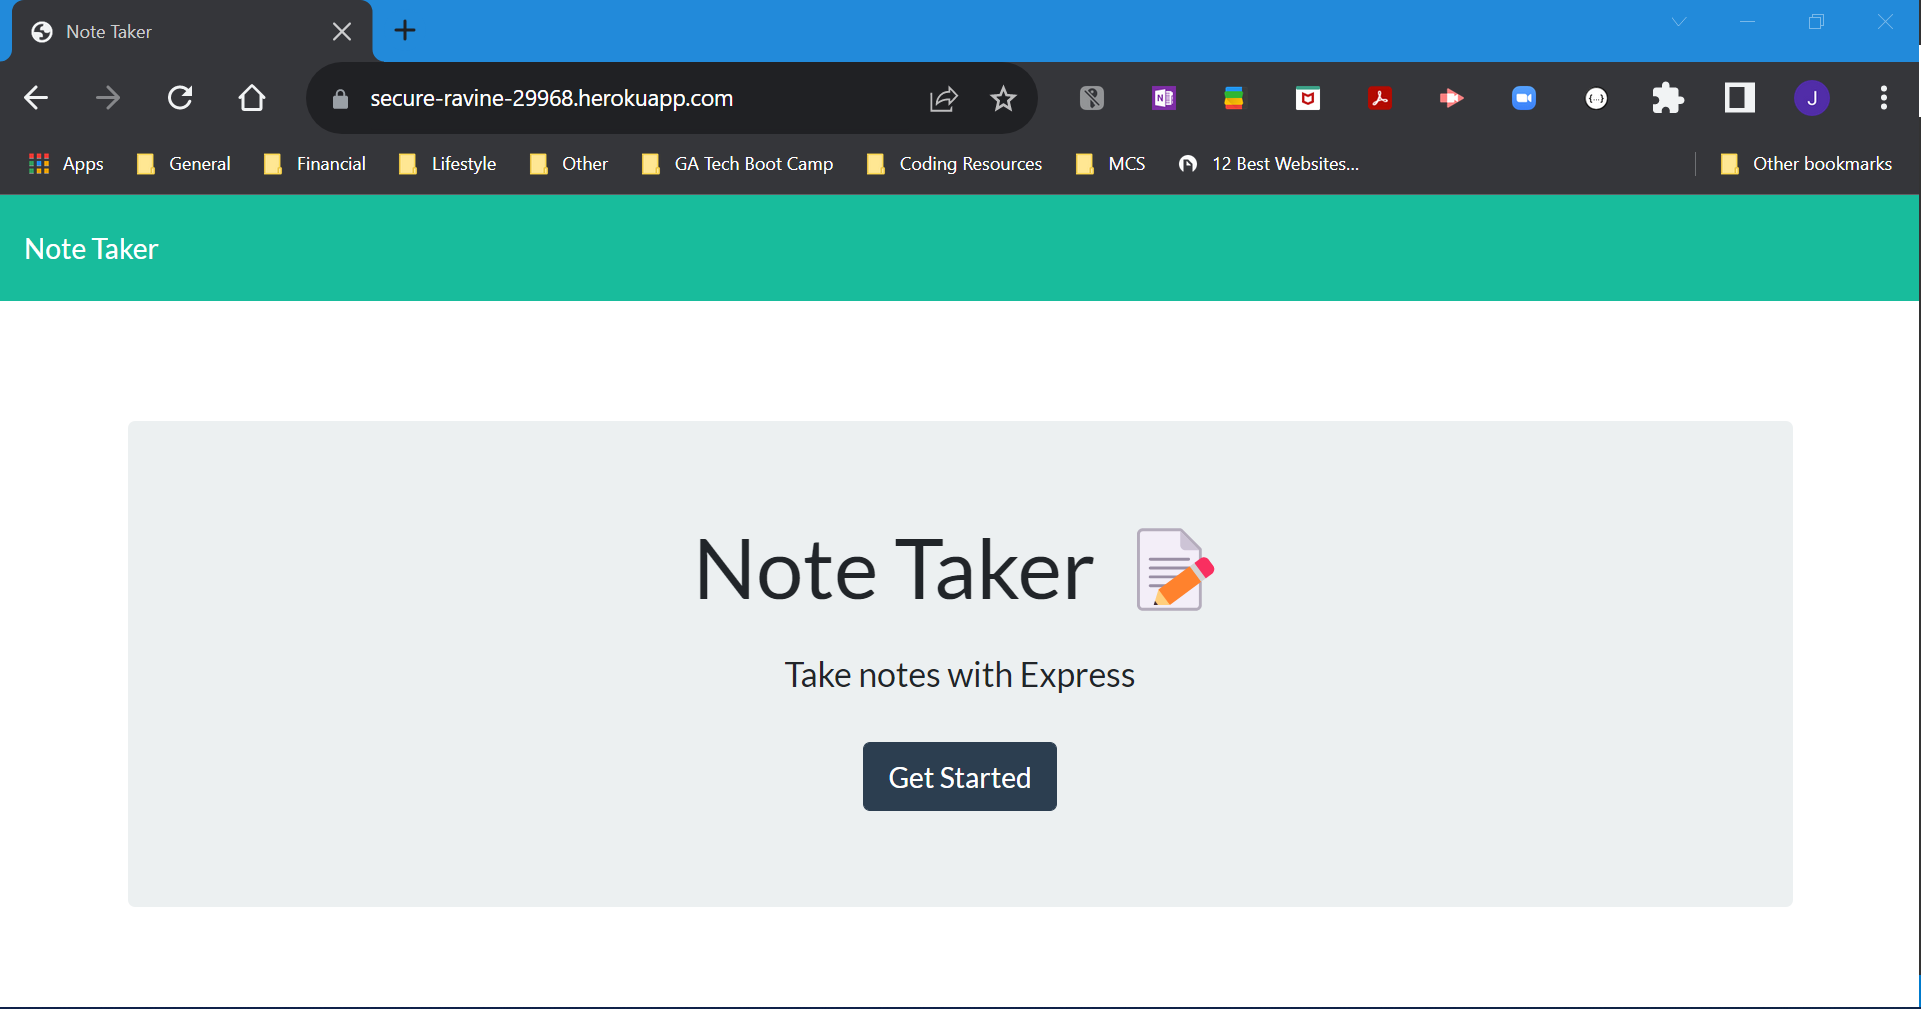 Note Taker
secure-ravine-29968.herokuapp.com
N
J
Apps General Financial Lifestyle Other GA Tech Boot Camp Coding Resources MCS 12 Best Websites... Other bookmarks
Note Taker
Note Taker
Take notes with Express
Get Started